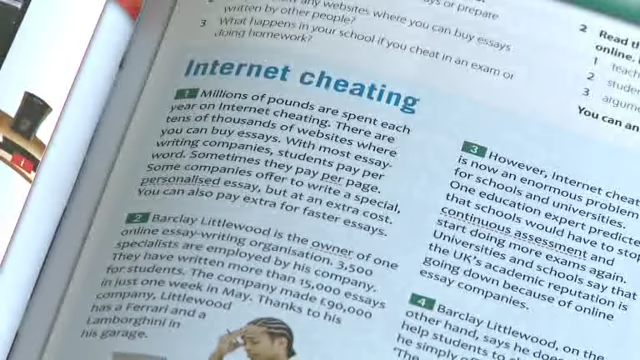 any websites where you can buy essays
written by other people?
3 What happens in your school if you cheat in an exam or
doing homework?
Internet cheating
1 Millions of pounds are spent each
year on Internet cheating. There are
tens of thousands of websites where
you can buy essays. With most essay-
writing companies, students pay per
word. Sometimes they pay per page.
Some companies offer to write a special,
personalised essay, but at an extra cost.
You can also pay extra for faster essays.
2 Barclay Littlewood is the owner of one
online essay-writing organisation. 3,500
specialists are employed by his company.
They have written more than 15,000 essays
for students. The company made £90,000
in just one week in May. Thanks to his
company, Littlewood
has a Ferrari and a
Lamborghini in
his garage.
2 Read
online.
1
2
3
You can
3 However, Internet cheat
is now an enormous problem
for schools and universities.
One education expert predicte
that schools would have to stop
continuous assessment and
start doing more exams again.
Universities and schools say that
the UK's academic reputation is
going down because of online
essay companies.
4 Barclay Littlewood, on the
other hand, says he
help students to
he simply
'The